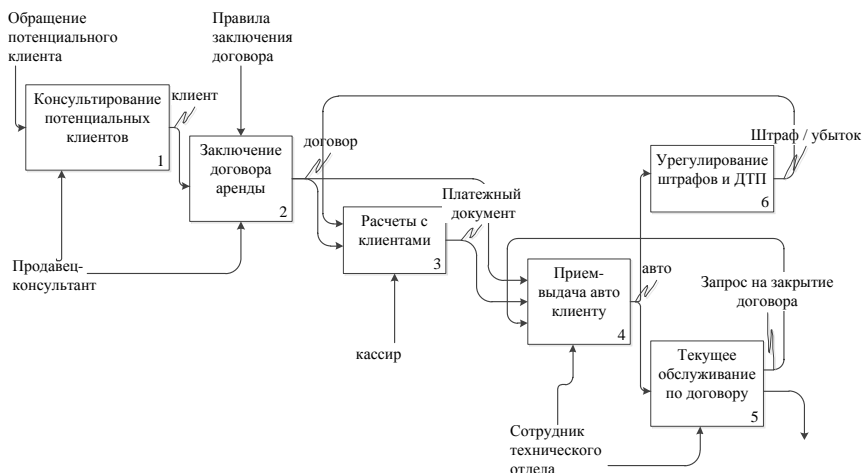 Обращение
потенциального
клиента
Правила
заключения
договора
Консультирование
потенциальных
клиентов
1
клиент
Заключение
договора
аренды
2
договор
Штраф / убыток
Урегулирование
штрафов и ДТП
6
Платежный
документ
Расчеты с
клиентами
3
Продавец-
консультант
Прием-
выдача авто
клиенту
4
авто
Запрос на закрытие
договора
кассир
Текущее
обслуживание
по договору
5
Сотрудник
технического
отдела